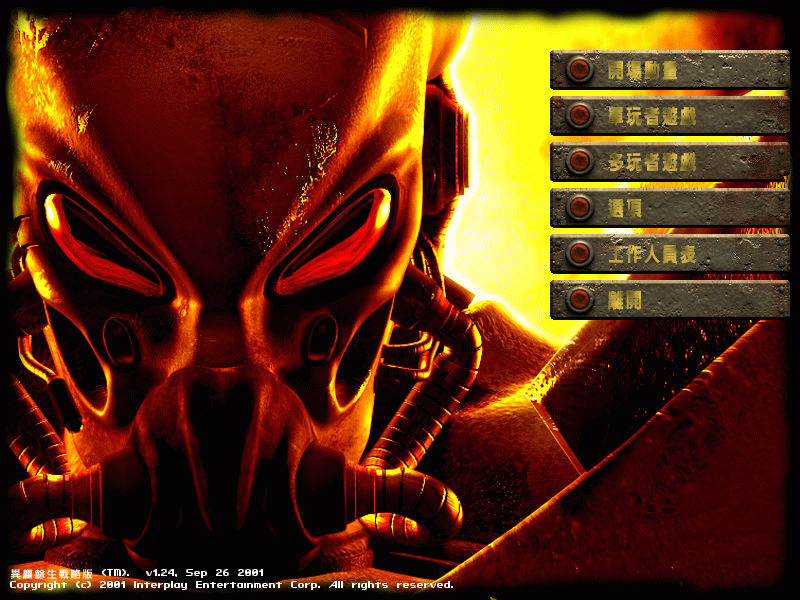 開場動畫
單玩者遊戲
多玩者遊戲
選項
工作人員表
離開
異塵餘生戰略版 (TM).  v1.24, Sep 26 2001
Copyright (c) 2001 Interplay Entertainment Corp. All rights reserved.